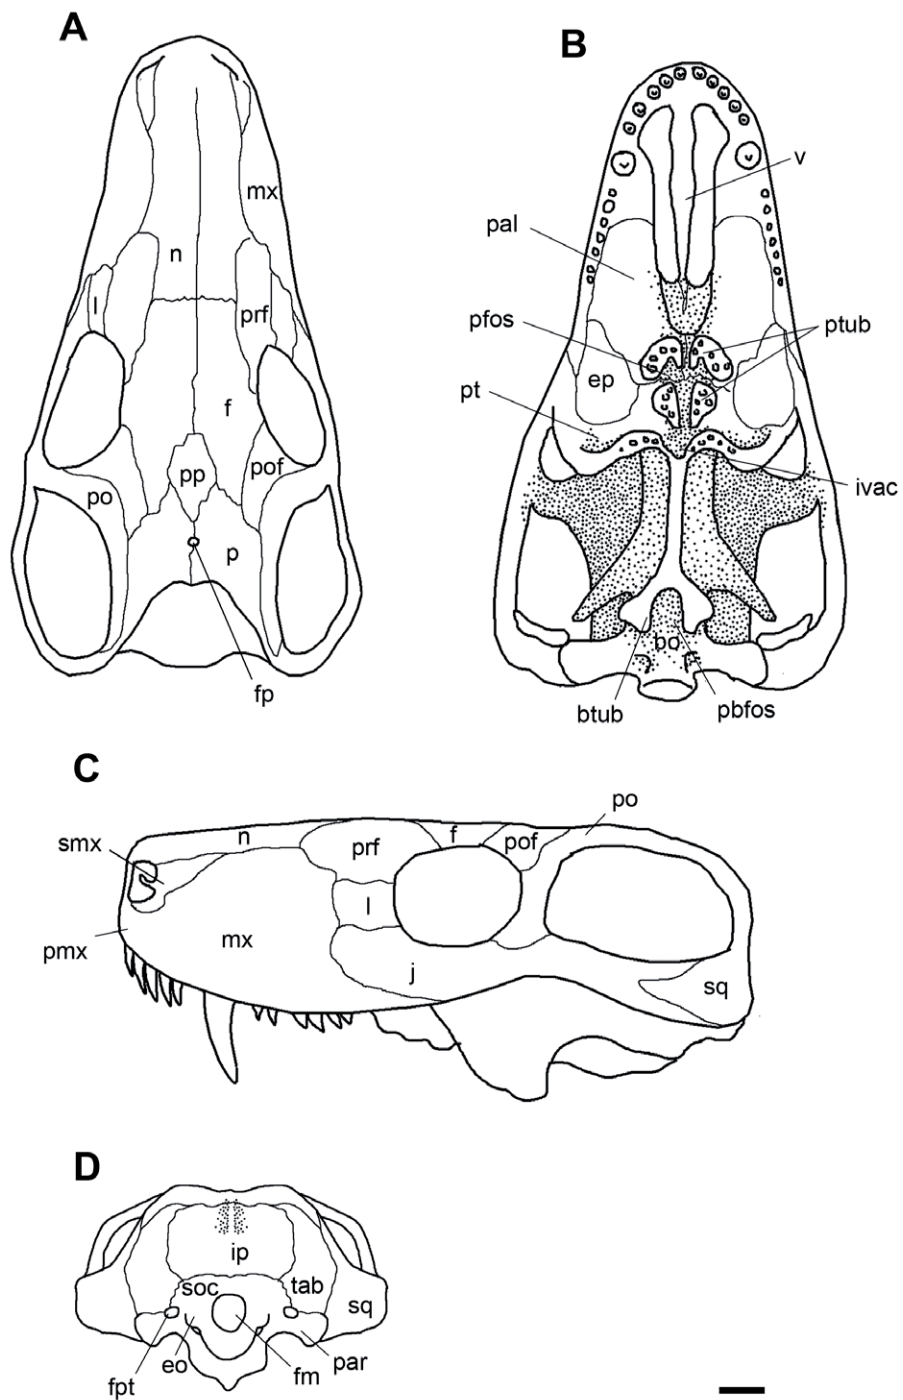 A
B
mx
v
n
pal
l
prf
pfos
ptub
ep
f
pt
pp
pof
po
ivac
p
bo
fp
btub
pbfos
C
po
n
f
smx
prf
pof
l
pmx
mx
j
sq
D
ip
soc
tab
sq
eo
par
fpt
fm